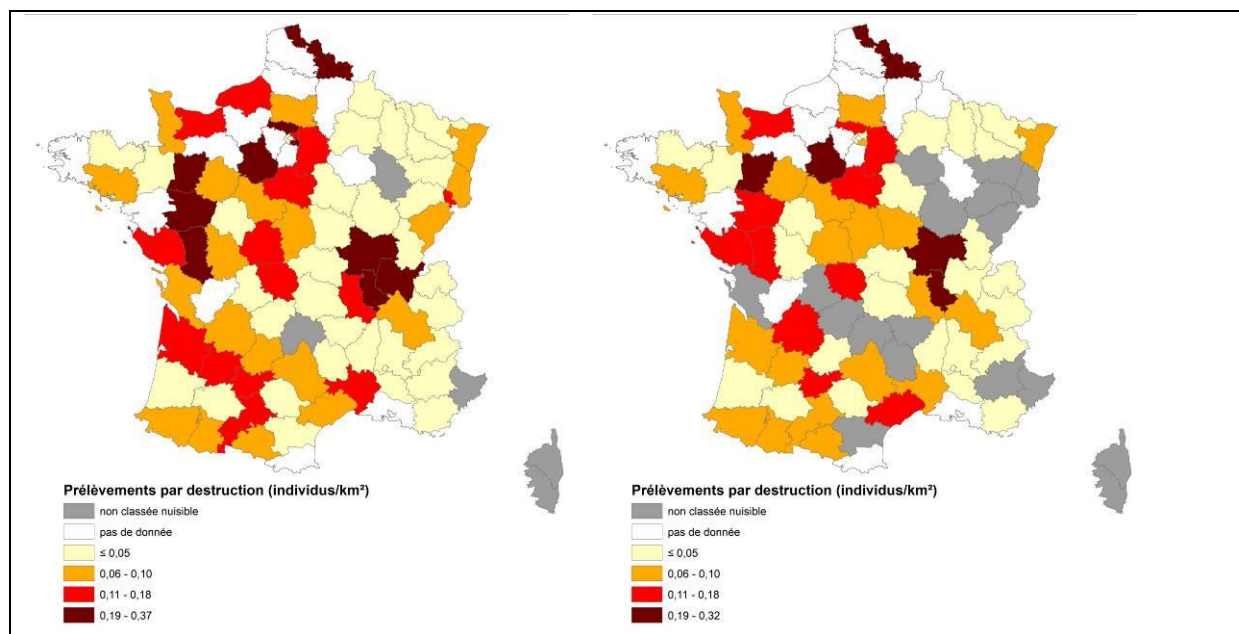 Prélèvements par destruction (individus/km²)
non classée nuisible
pas de donnée
≤ 0,05
0,06 - 0,10
0,11 - 0,18
0,19 - 0,37
Prélèvements par destruction (individus/km²)
non classée nuisible
pas de donnée
≤ 0,05
0,06 - 0,10
0,11 - 0,18
0,19 - 0,32